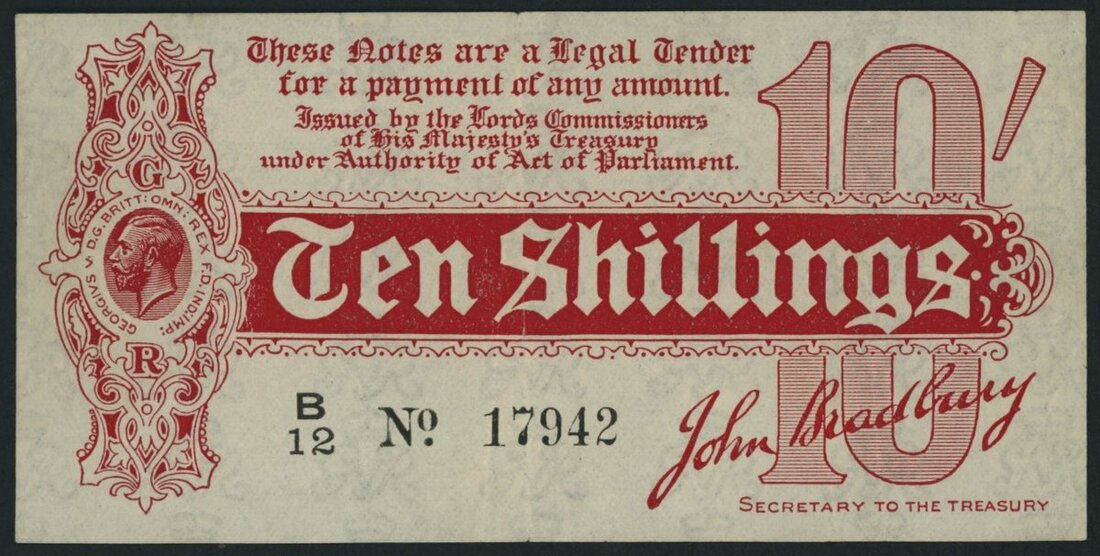 These Notes are a Legal Tender
for a payment of any amount.
Issued by the Lords Commissioners
of His Majesty's Treasury
under Authority of Act of Parliament.
10/
G
GEORGIVS V: D.G. BRITT: OMN: REX F.D. IND: IMP:
R
Ten Shillings
10
B
12
No. 17942
John Bradbury
SECRETARY TO THE TREASURY